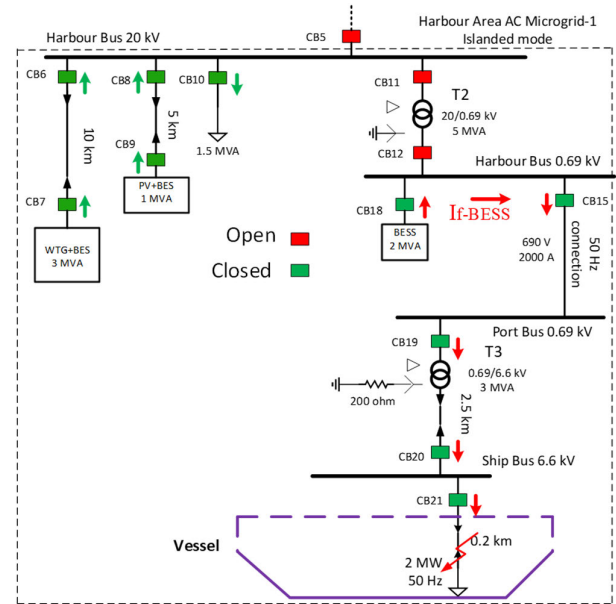 Harbour Area AC Microgrid-1
Islanded mode
CB5
Harbour Bus 20 kV
CB6
CB8
CB10
CB11
T2
20/0.69 kV
5 MVA
10 km
5 km
CB9
1.5 MVA
CB12
Harbour Bus 0.69 kV
PV+BES
1 MVA
CB7
CB18
If-BESS
CB15
WTG+BES
3 MVA
BESS
2 MVA
Open
Closed
690 V
2000 A
50 Hz
connection
Port Bus 0.69 kV
CB19
T3
0.69/6.6 kV
3 MVA
200 ohm
2.5 km
CB20
Ship Bus 6.6 kV
CB21
Vessel
0.2 km
2 MW
50 Hz